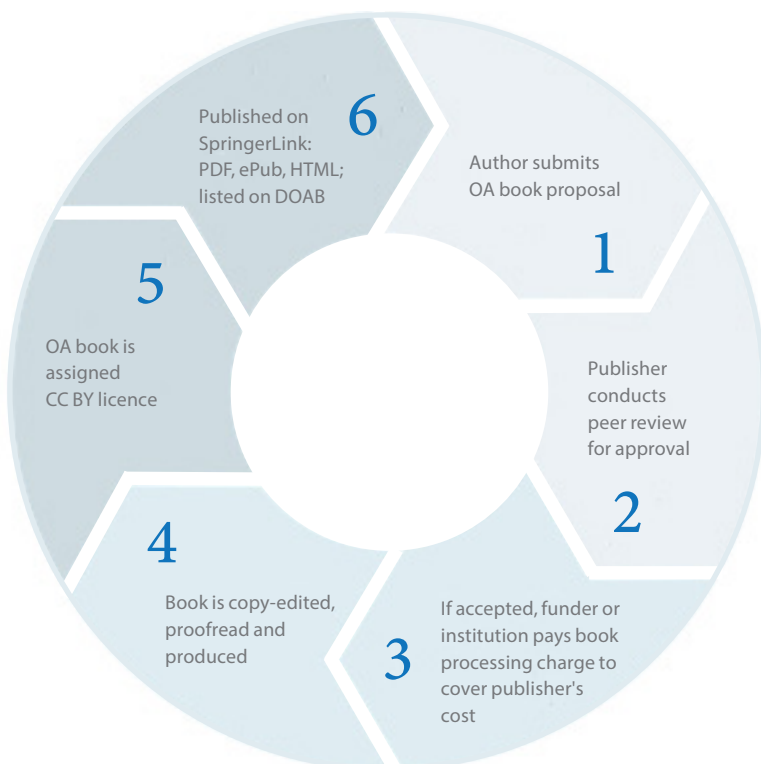 Author submits
OA book proposal
1
Publisher
conducts
peer review
for approval
2
If accepted, funder or
institution pays book
processing charge to
cover publisher's
cost
3
4
Book is copy-edited,
proofread and
produced
5
OA book is
assigned
CC BY licence
6
Published on
SpringerLink:
PDF, ePub, HTML;
listed on DOAB